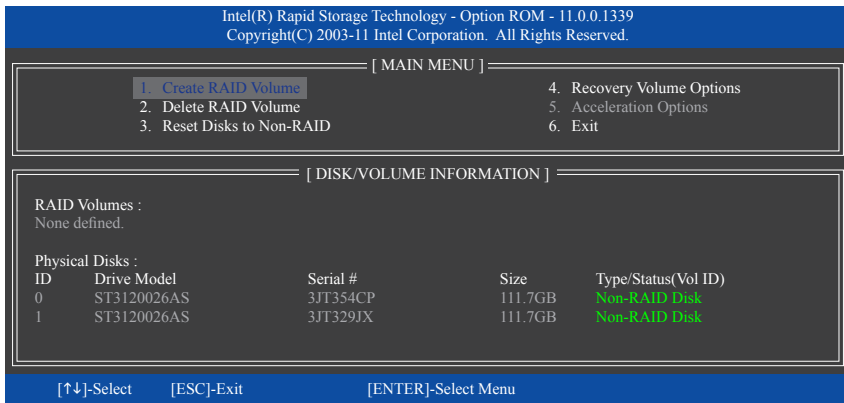 Intel(R) Rapid Storage Technology - Option ROM - 11.0.0.1339
Copyright(C) 2003-11 Intel Corporation. All Rights Reserved.
[ MAIN MENU ]
1. Create RAID Volume
2. Delete RAID Volume
3. Reset Disks to Non-RAID
4. Recovery Volume Options
5. Acceleration Options
6. Exit
[ DISK/VOLUME INFORMATION ]
RAID Volumes :
None defined.
Physical Disks :
ID Drive Model Serial # Size Type/Status(Vol ID)
0 ST3120026AS 3JT354CP 111.7GB Non-RAID Disk
1 ST3120026AS 3JT329JX 111.7GB Non-RAID Disk
[↑↓]-Select [ESC]-Exit [ENTER]-Select Menu